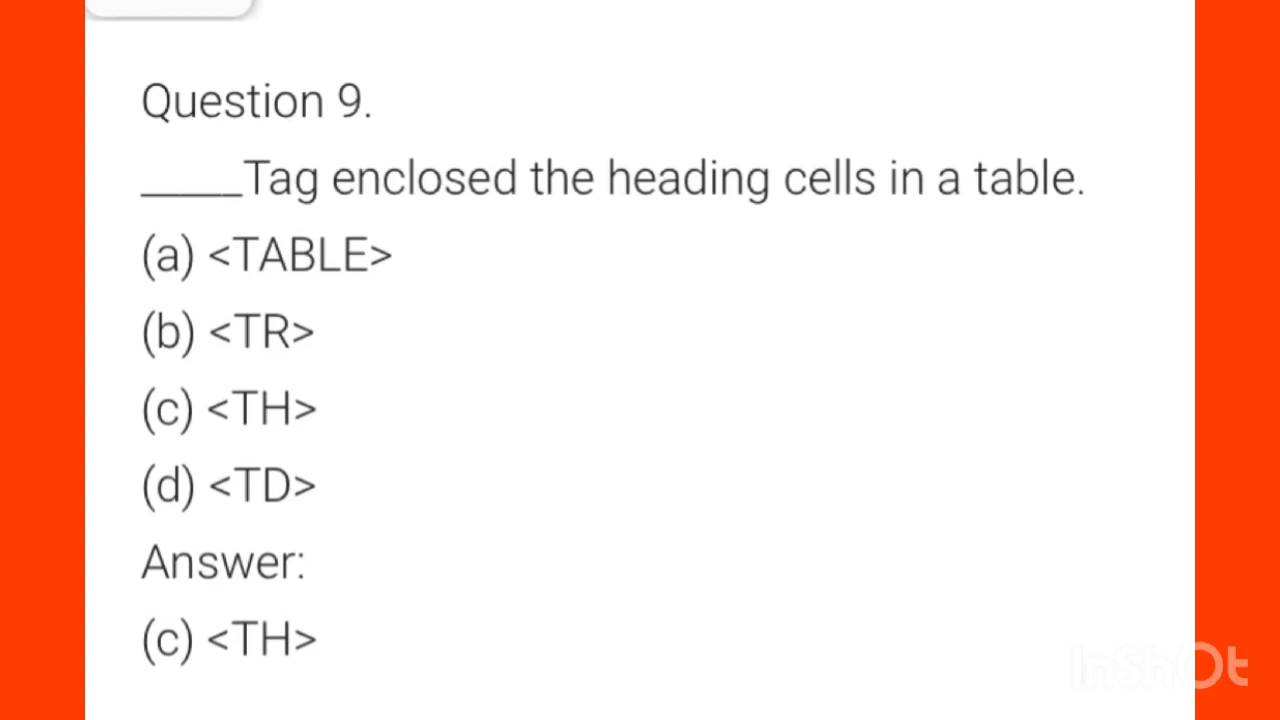 Question 9.
_____Tag enclosed the heading cells in a table.
(a) <TABLE>
(b) <TR>
(c) <TH>
(d) <TD>
Answer:
(c) <TH>
InShOt